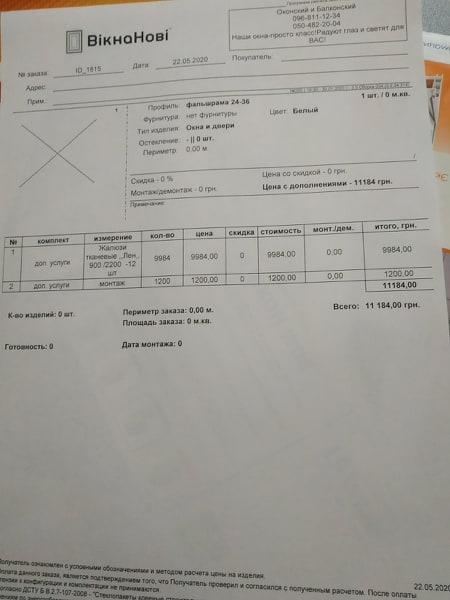 ВікноНові
Оконский и Балконский
096-811-12-34
050-482-20-04
Наши окна-просто класс!Радуют глаз и светят для
ВАС!
№ заказа: ID_1815 Дата: 22.05.2020 Покупатель:
Адрес:
Прим.
1
Профиль: фальшрама 24-36 1 шт. / 0 м.кв.
Фурнитура: нет фурнитуры Цвет: Белый
Тип изделия: Окна и двери
Остекление: - || 0 шт.
Периметр: 0,00 м
/
Скидка - 0 % Цена со скидкой - 0 грн.
Монтаж/демонтаж - 0 грн. Цена с дополнениями - 11184 грн.
Примечание:
№ комплект измерение кол-во цена скидка стоимость монт./дем. итого, грн.
1 доп. услуги Жалюзи тканевые ,,Лен,, 900 /2200 -12 шт 9984 9984,00 0 9984,00 0,00 9984,00
2 доп. услуги монтаж 1200 1200,00 0 1200,00 0,00 1200,00
11184,00
К-во изделий: 0 шт. Периметр заказа: 0,00 м. Всего: 11 184,00 грн.
Площадь заказа: 0 м.кв.
Готовность: 0 Дата монтажа: 0
Получатель ознакомлен с условными обозначениями и методом расчета цены на изделия.
Оплата данного заказа, является подтверждением того, что Получатель проверил и согласился с полученным расчетом. После оплаты
22.05.2020
претензии к конфигурации и комплектации не принимаются.
Согласно ДСТУ Б В.2.7-107-2008 - "Стеклопакеты клееные